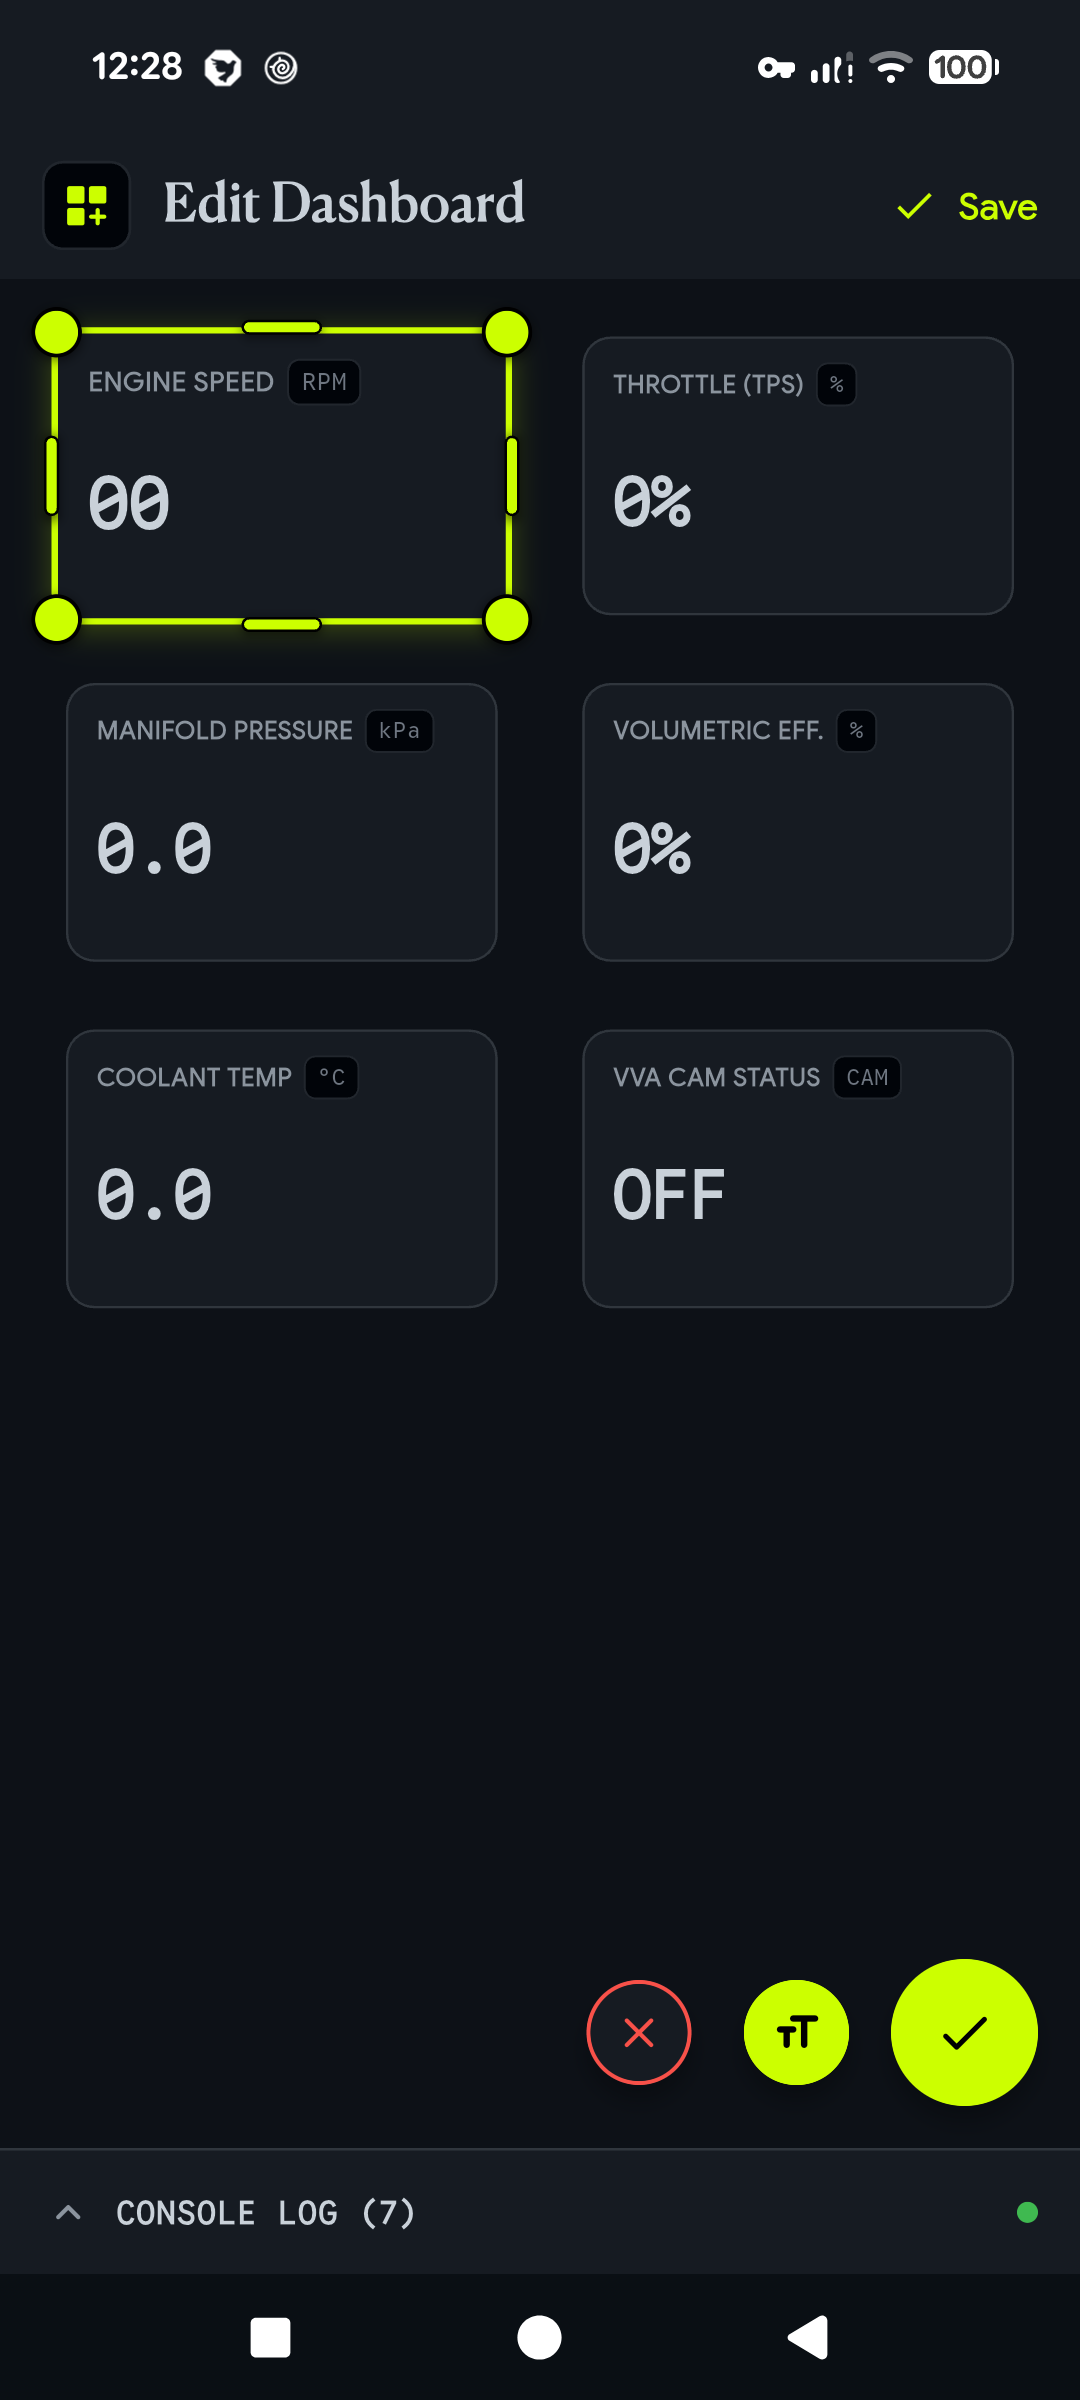 12:28
100
Edit Dashboard
Save
ENGINE SPEED RPM
00
THROTTLE (TPS) %
0%
MANIFOLD PRESSURE kPa
0.0
VOLUMETRIC EFF. %
0%
COOLANT TEMP °C
0.0
VVA CAM STATUS CAM
OFF
TT
CONSOLE LOG (7)